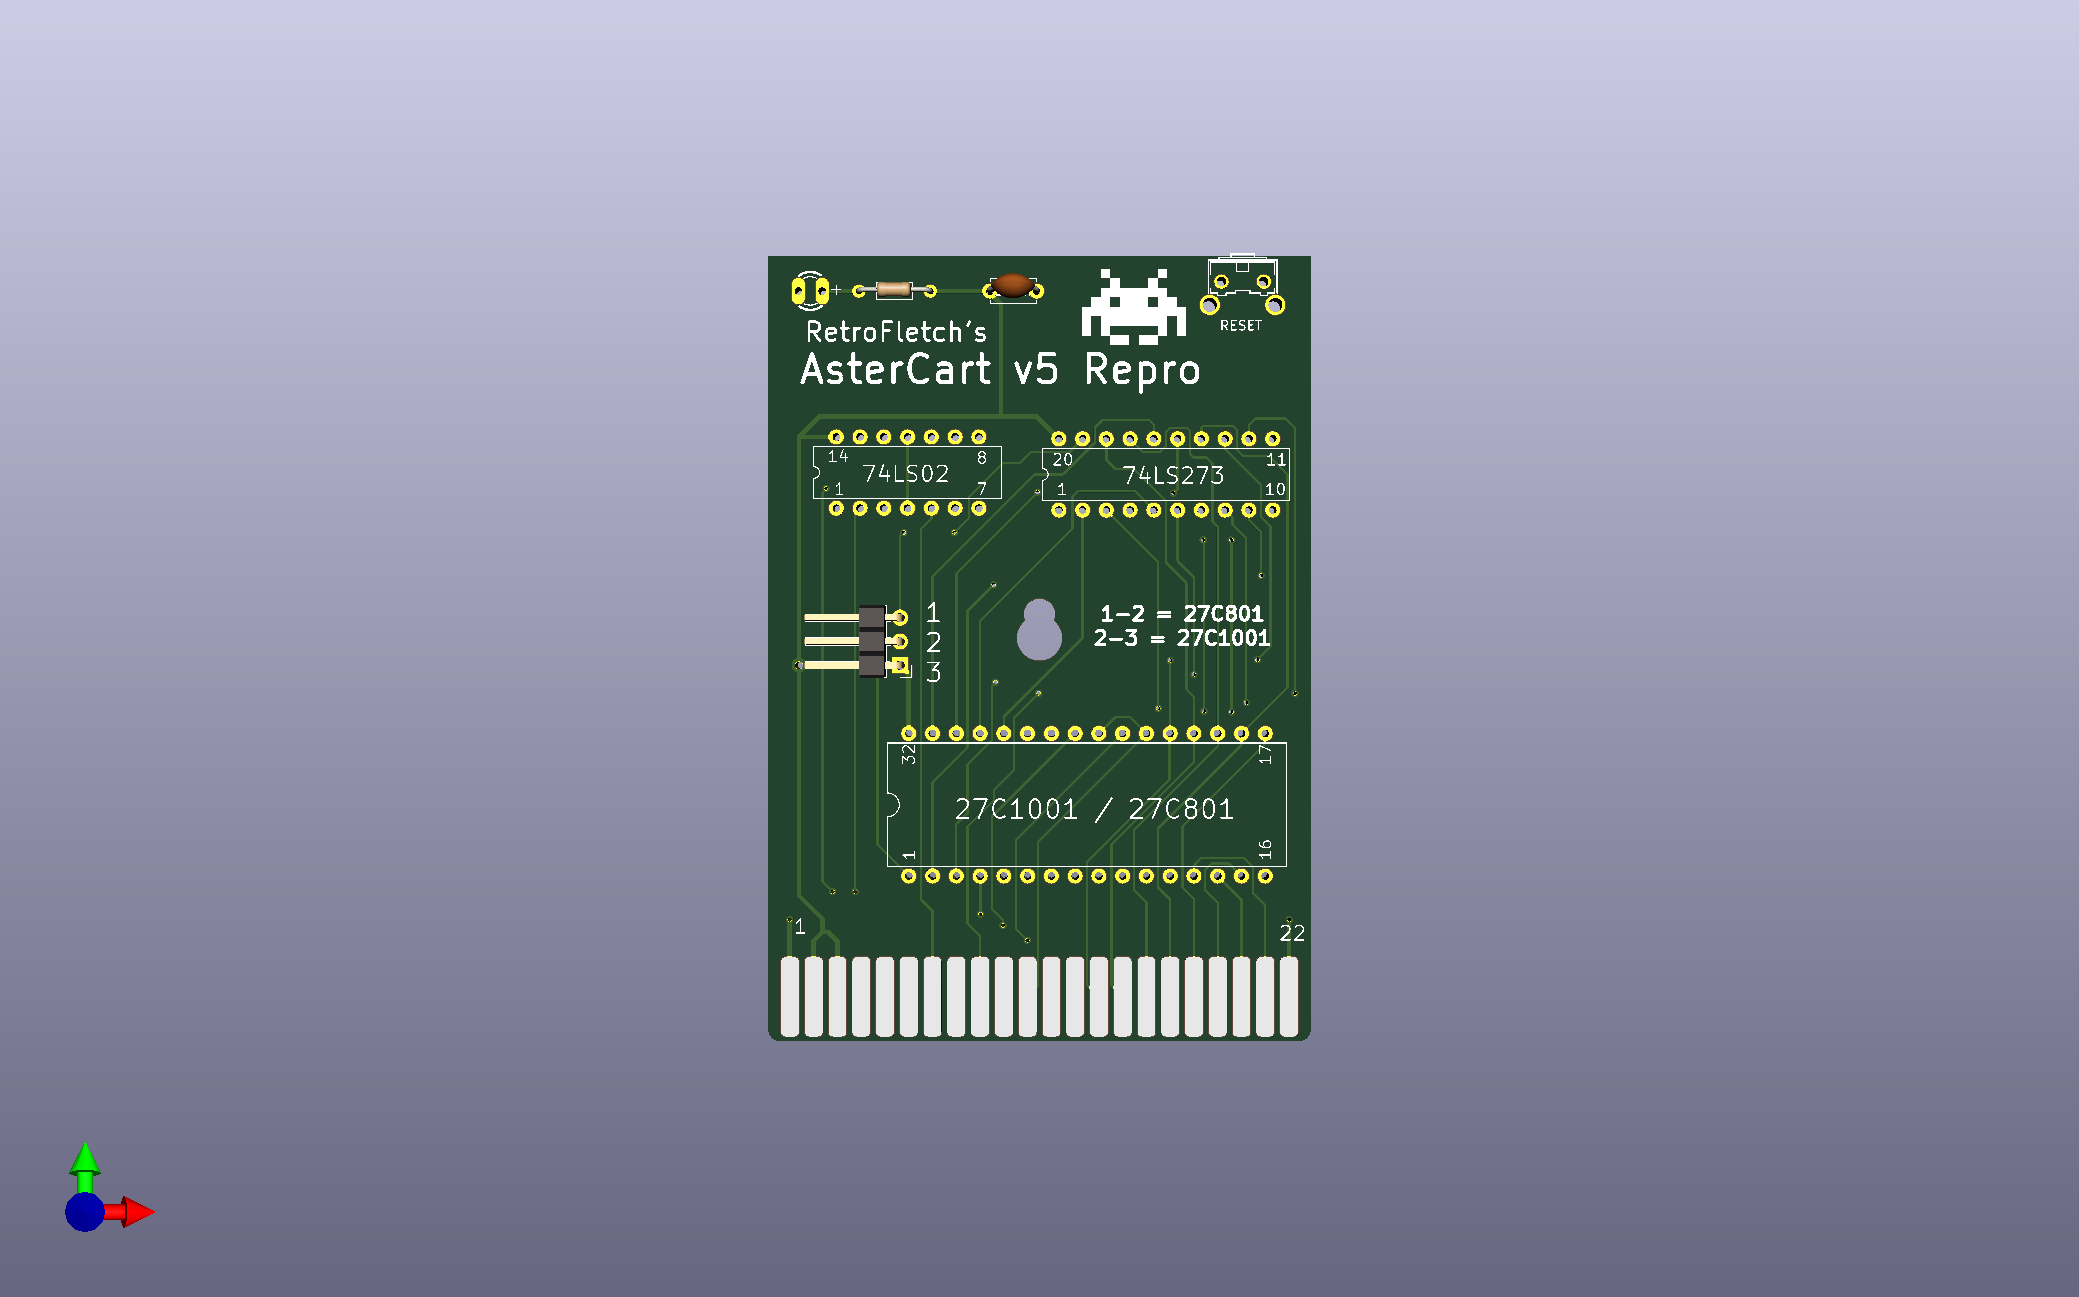 +
RESET
RetroFletch's
AsterCart v5 Repro
14 8
74LS02
1 7
20 11
74LS273
1 10
1
2
3
1-2 = 27C801
2-3 = 27C1001
32 17
27C1001 / 27C801
1 16
1 22